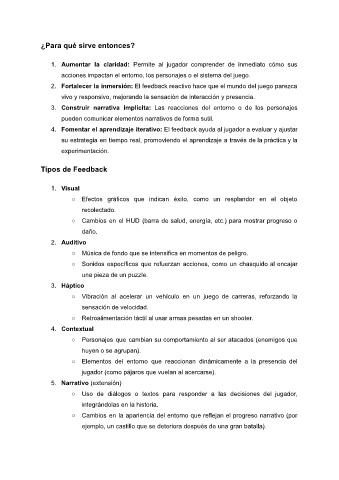 ¿Para qué sirve entonces?
1. Aumentar la claridad: Permite al jugador comprender de inmediato cómo sus
acciones impactan el entorno, los personajes o el sistema del juego.
2. Fortalecer la inmersión: El feedback reactivo hace que el mundo del juego parezca
vivo y responsivo, mejorando la sensación de interacción y presencia.
3. Construir narrativa implícita: Las reacciones del entorno o de los personajes
pueden comunicar elementos narrativos de forma sutil.
4. Fomentar el aprendizaje iterativo: El feedback ayuda al jugador a evaluar y ajustar
su estrategia en tiempo real, promoviendo el aprendizaje a través de la práctica y la
experimentación.
Tipos de Feedback
1. Visual
○ Efectos gráficos que indican éxito, como un resplandor en el objeto
recolectado.
○ Cambios en el HUD (barra de salud, energía, etc.) para mostrar progreso o
daño.
2. Auditivo
○ Música de fondo que se intensifica en momentos de peligro.
○ Sonidos específicos que refuerzan acciones, como un chasquido al encajar
una pieza de un puzzle.
3. Háptico
○ Vibración al acelerar un vehículo en un juego de carreras, reforzando la
sensación de velocidad.
○ Retroalimentación táctil al usar armas pesadas en un shooter.
4. Contextual
○ Personajes que cambian su comportamiento al ser atacados (enemigos que
huyen o se agrupan).
○ Elementos del entorno que reaccionan dinámicamente a la presencia del
jugador (como pájaros que vuelan al acercarse).
5. Narrativo (extensión)
○ Uso de diálogos o textos para responder a las decisiones del jugador,
integrándolas en la historia.
○ Cambios en la apariencia del entorno que reflejan el progreso narrativo (por
ejemplo, un castillo que se deteriora después de una gran batalla).